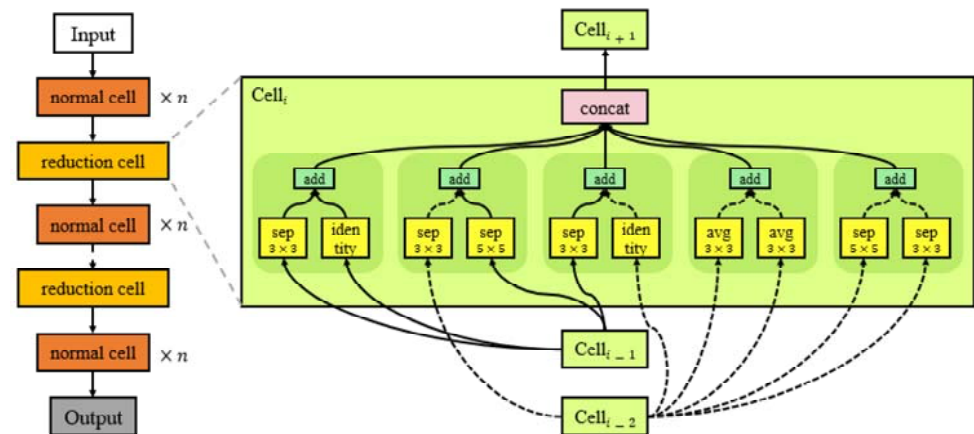 Input
normal cell × n
reduction cell
normal cell × n
reduction cell
normal cell × n
Output
Cell i + 1
Cell i
concat
add add add add add
sep 3 × 3
iden tity
sep 3 × 3
sep 5 × 5
sep 3 × 3
iden tity
avg 3 × 3
avg 3 × 3
sep 5 × 5
sep 3 × 3
Cell i − 1
Cell i − 2